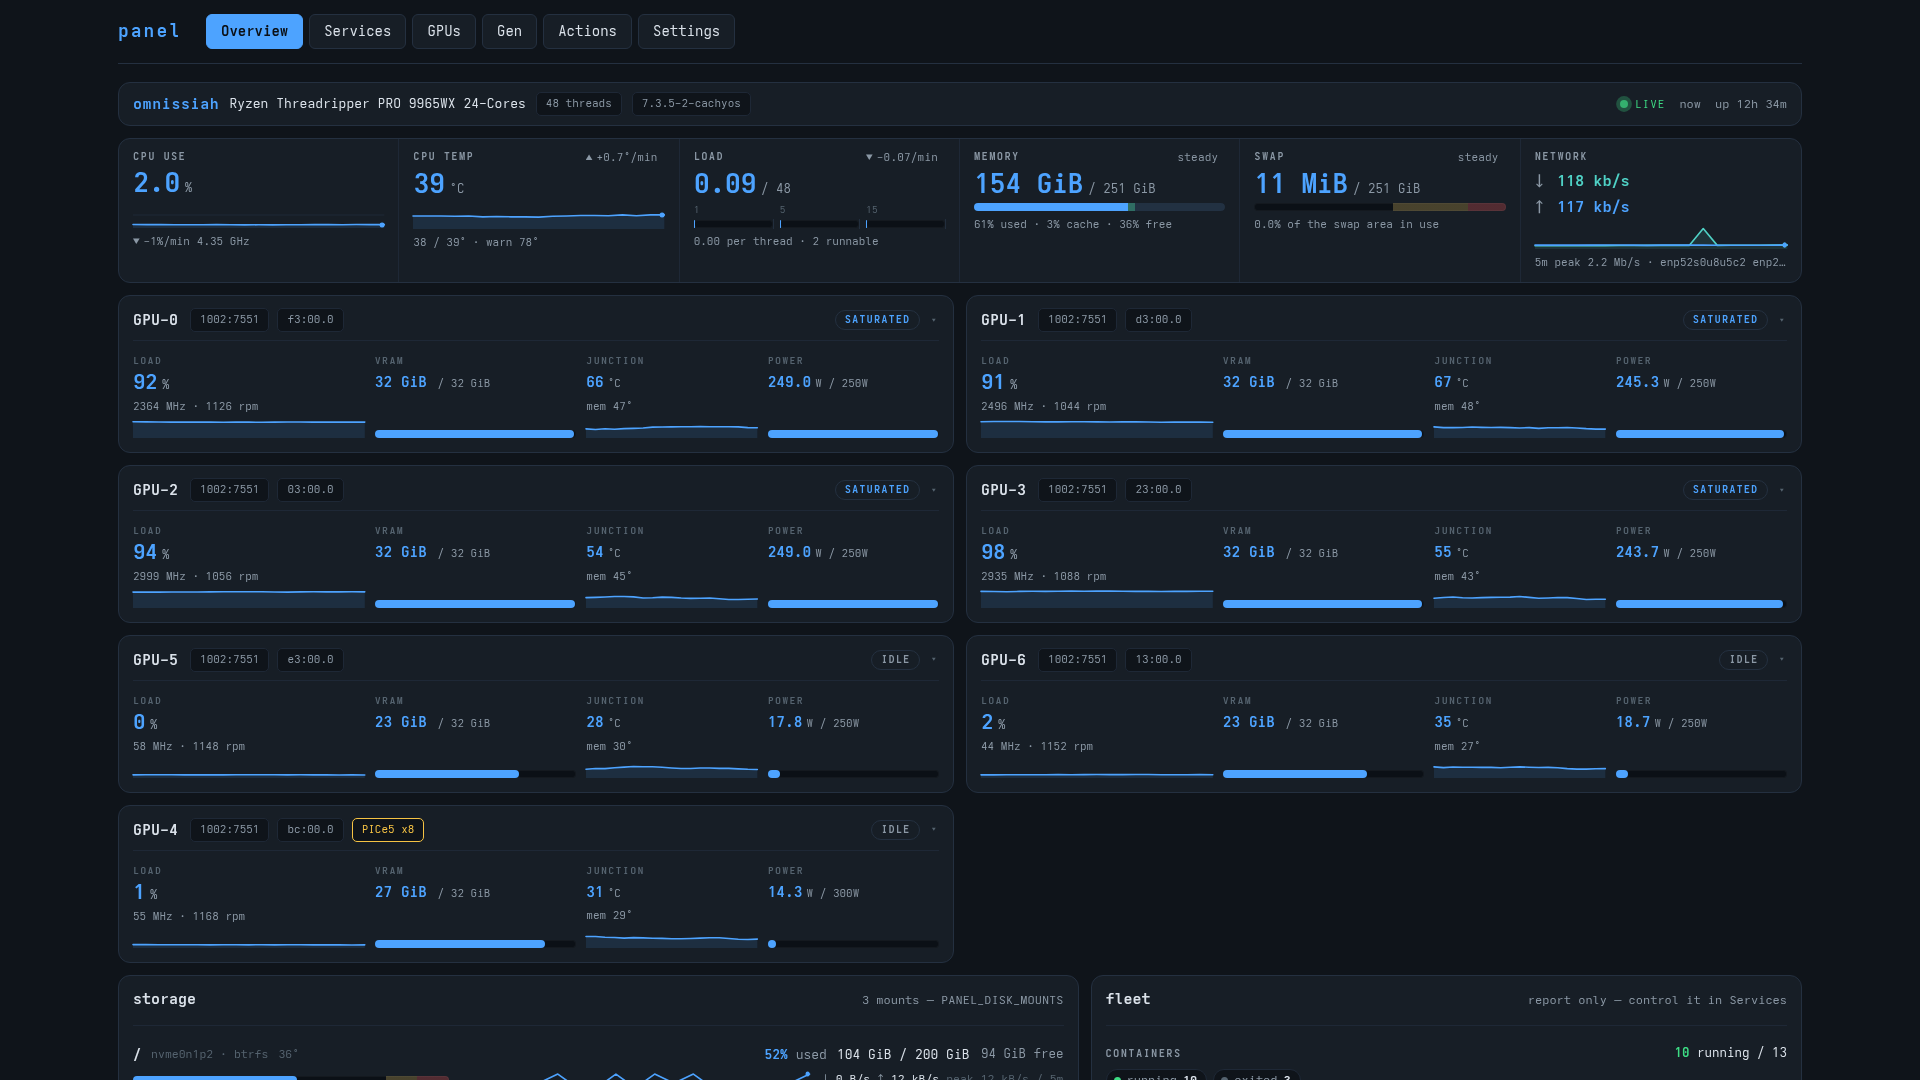 panel Overview Services GPUs Gen Actions Settings
omnissiah Ryzen Threadripper PRO 9965WX 24-Cores 48 threads 7.3.5-2-cachyos LIVE now up 12h 34m
CPU USE
2.0 %
▼ -1%/min 4.35 GHz
CPU TEMP ▲ +0.7°/min
39 °C
38 / 39° · warn 78°
LOAD ▼ -0.07/min
0.09 / 48
1 5 15
0.00 per thread · 2 runnable
MEMORY steady
154 GiB / 251 GiB
61% used · 3% cache · 36% free
SWAP steady
11 MiB / 251 GiB
0.0% of the swap area in use
NETWORK
↓ 118 kb/s
↑ 117 kb/s
5m peak 2.2 Mb/s · enp52s0u8u5c2 enp2…
GPU-0 1002:7551 f3:00.0 SATURATED
LOAD VRAM JUNCTION POWER
92 % 32 GiB / 32 GiB 66 °C 249.0 W / 250W
2364 MHz · 1126 rpm mem 47°
GPU-1 1002:7551 d3:00.0 SATURATED
LOAD VRAM JUNCTION POWER
91 % 32 GiB / 32 GiB 67 °C 245.3 W / 250W
2496 MHz · 1044 rpm mem 48°
GPU-2 1002:7551 03:00.0 SATURATED
LOAD VRAM JUNCTION POWER
94 % 32 GiB / 32 GiB 54 °C 249.0 W / 250W
2999 MHz · 1056 rpm mem 45°
GPU-3 1002:7551 23:00.0 SATURATED
LOAD VRAM JUNCTION POWER
98 % 32 GiB / 32 GiB 55 °C 243.7 W / 250W
2935 MHz · 1088 rpm mem 43°
GPU-5 1002:7551 e3:00.0 IDLE
LOAD VRAM JUNCTION POWER
0 % 23 GiB / 32 GiB 28 °C 17.8 W / 250W
58 MHz · 1148 rpm mem 30°
GPU-6 1002:7551 13:00.0 IDLE
LOAD VRAM JUNCTION POWER
2 % 23 GiB / 32 GiB 35 °C 18.7 W / 250W
44 MHz · 1152 rpm mem 27°
GPU-4 1002:7551 bc:00.0 PICe5 x8 IDLE
LOAD VRAM JUNCTION POWER
1 % 27 GiB / 32 GiB 31 °C 14.3 W / 300W
55 MHz · 1168 rpm mem 29°
storage 3 mounts — PANEL_DISK_MOUNTS
/ nvme0n1p2 · btrfs 36° 52% used 104 GiB / 200 GiB 94 GiB free
↓ 0 B/s ↑ 12 kB/s peak 12 kB/s / 5m
fleet report only — control it in Services
CONTAINERS 10 running / 13
running 10 exited 3